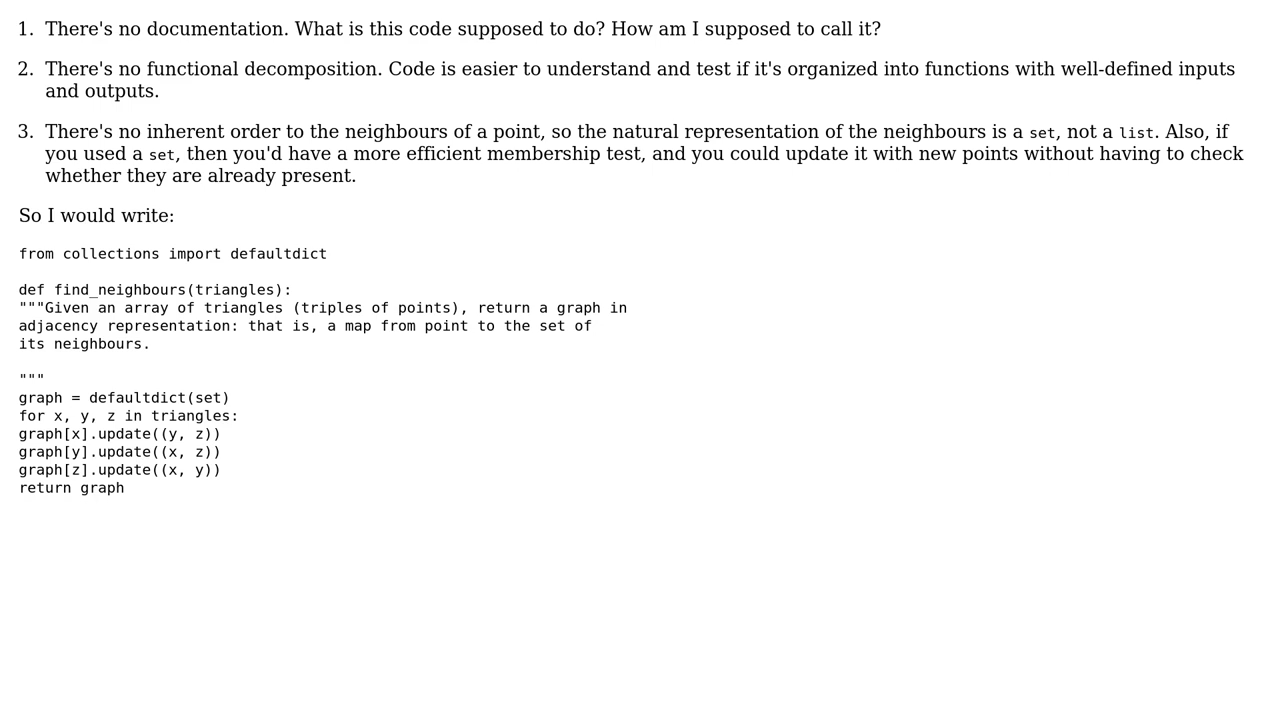 1. There's no documentation. What is this code supposed to do? How am I supposed to call it?
2. There's no functional decomposition. Code is easier to understand and test if it's organized into functions with well-defined inputs
and outputs.
3. There's no inherent order to the neighbours of a point, so the natural representation of the neighbours is a set, not a list. Also, if
you used a set, then you'd have a more efficient membership test, and you could update it with new points without having to check
whether they are already present.
So I would write:
from collections import defaultdict
def find_neighbours(triangles):
"""Given an array of triangles (triples of points), return a graph in
adjacency representation: that is, a map from point to the set of
its neighbours.
"""
graph = defaultdict(set)
for x, y, z in triangles:
graph[x].update((y, z))
graph[y].update((x, z))
graph[z].update((x, y))
return graph